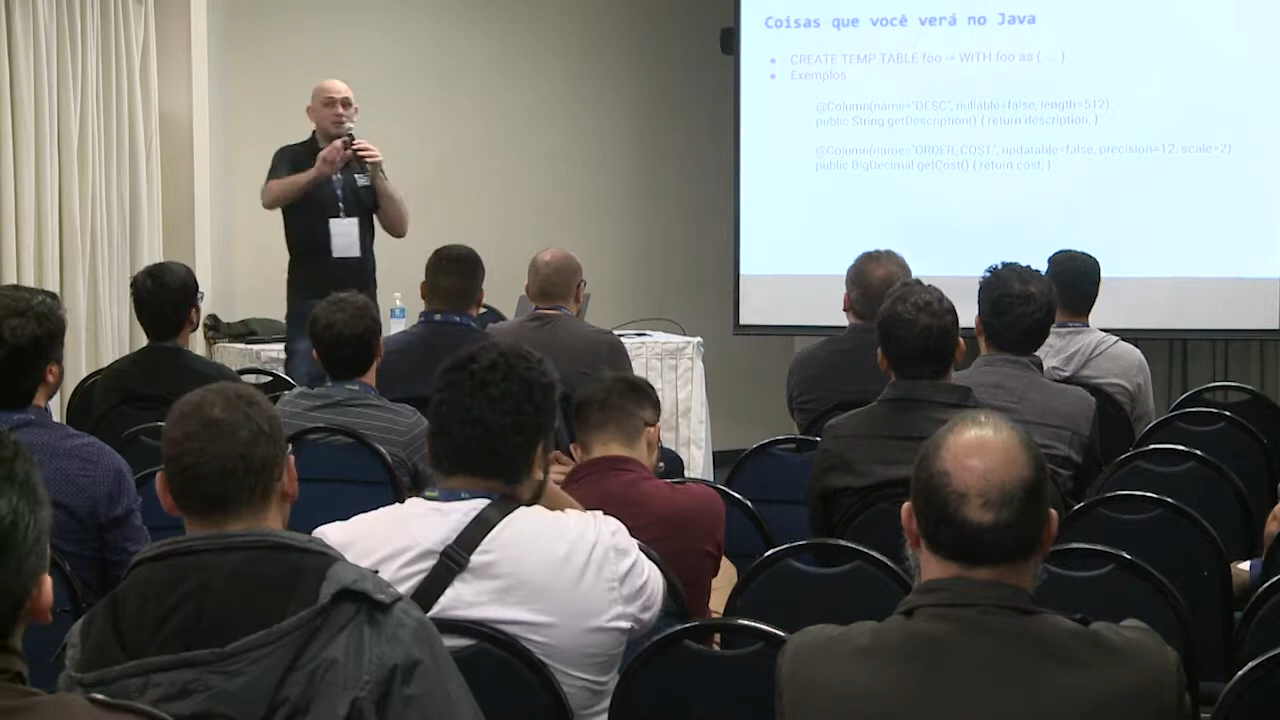 Coisas que você verá no Java
CREATE TEMP TABLE foo -> WITH foo as ( ... )
Exemplos
@Column(name="DESC", nullable=false, length=512)
public String getDescription() { return description; }
@Column(name="ORDER_COST", updatable=false, precision=12, scale=2)
public BigDecimal getCost() { return cost; }